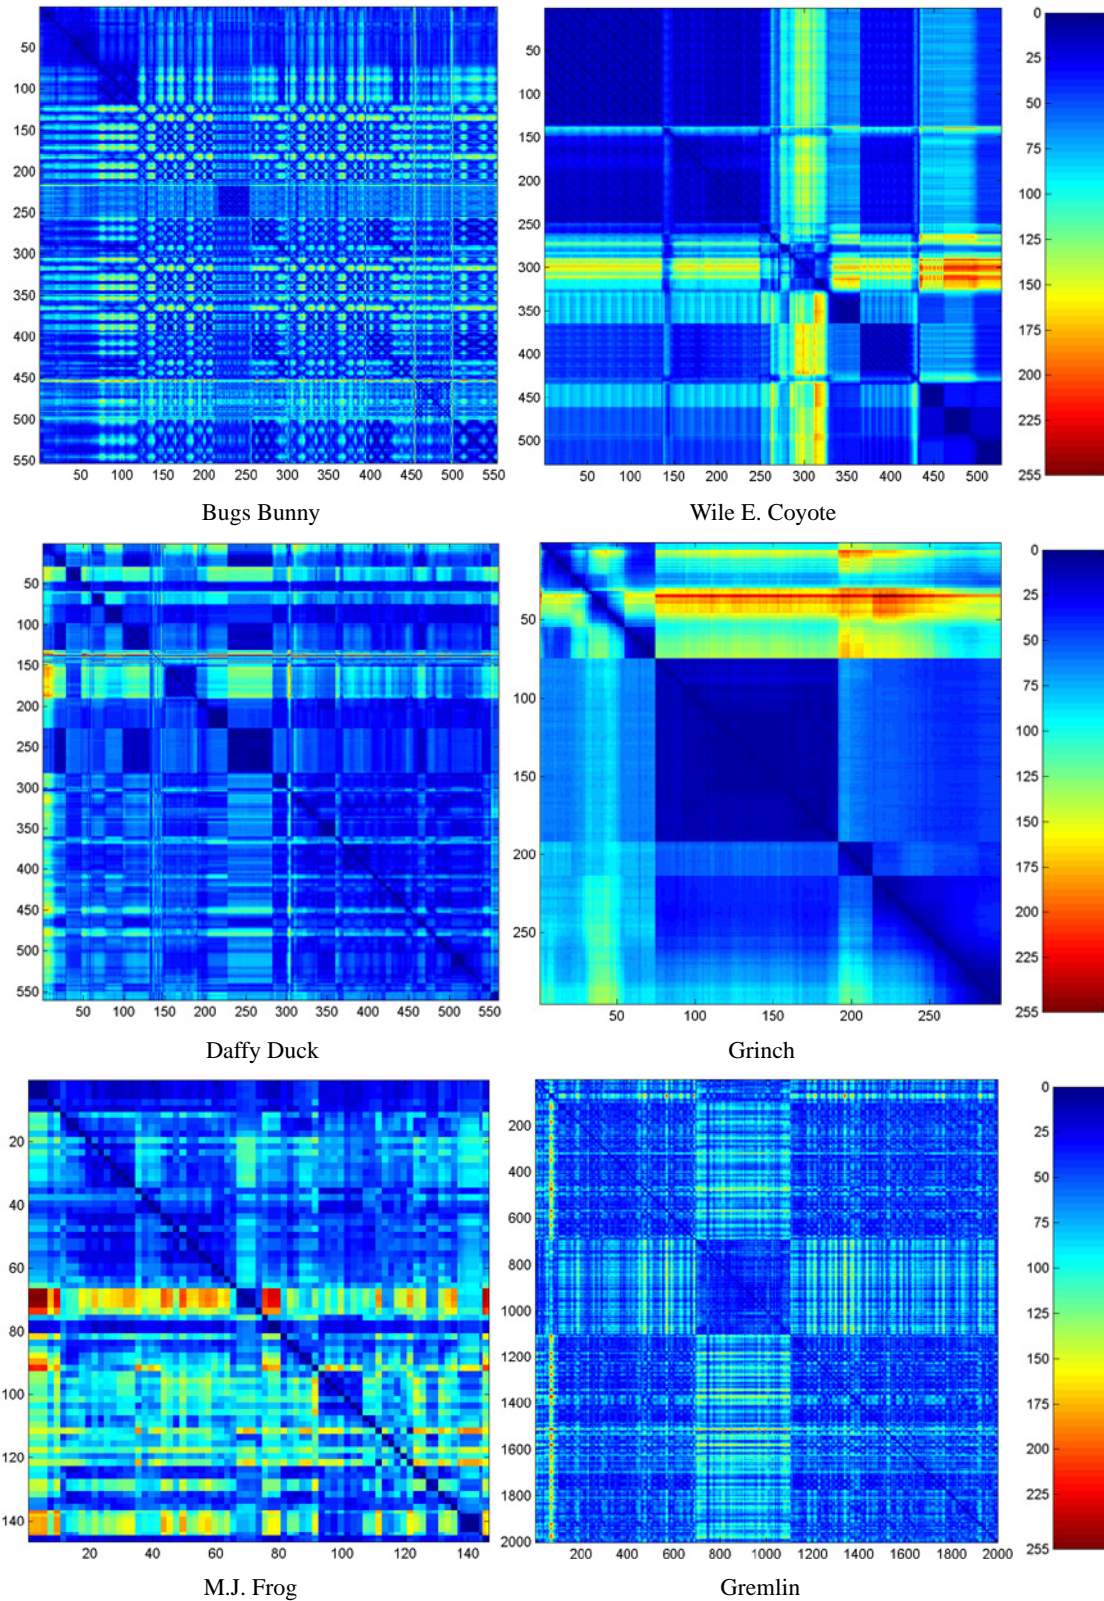 50 100 150 200 250 300 350 400 450 500 550
50 100 150 200 250 300 350 400 450 500 550
Bugs Bunny
50 100 150 200 250 300 350 400 450 500
50 100 150 200 250 300 350 400 450 500
Wile E. Coyote
0 25 50 75 100 125 150 175 200 225 255
50 100 150 200 250 300 350 400 450 500 550
50 100 150 200 250 300 350 400 450 500 550
Daffy Duck
50 100 150 200 250
50 100 150 200 250
Grinch
0 25 50 75 100 125 150 175 200 225 255
20 40 60 80 100 120 140
20 40 60 80 100 120 140
M.J. Frog
200 400 600 800 1000 1200 1400 1600 1800 2000
200 400 600 800 1000 1200 1400 1600 1800 2000
Gremlin
0 25 50 75 100 125 150 175 200 225 255